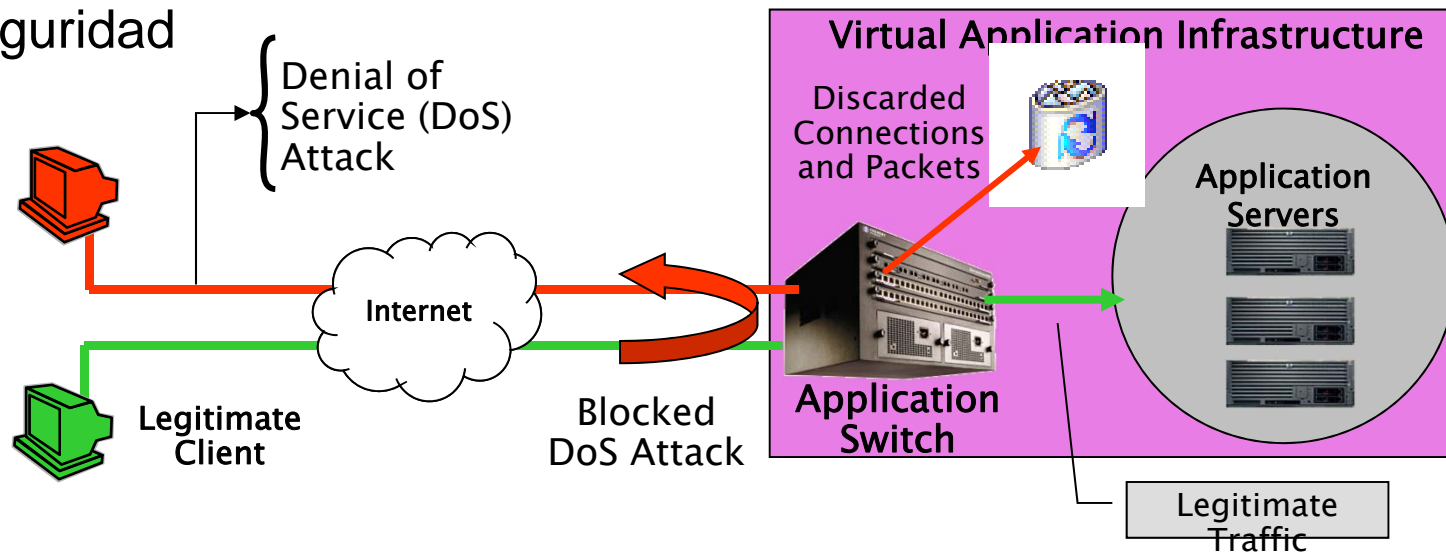 guridad
Denial of
Service (DoS)
Attack
Virtual Application Infrastructure
Discarded
Connections
and Packets
Application
Servers
Internet
Legitimate
Client
Blocked
DoS Attack
Application
Switch
Legitimate
Traffic